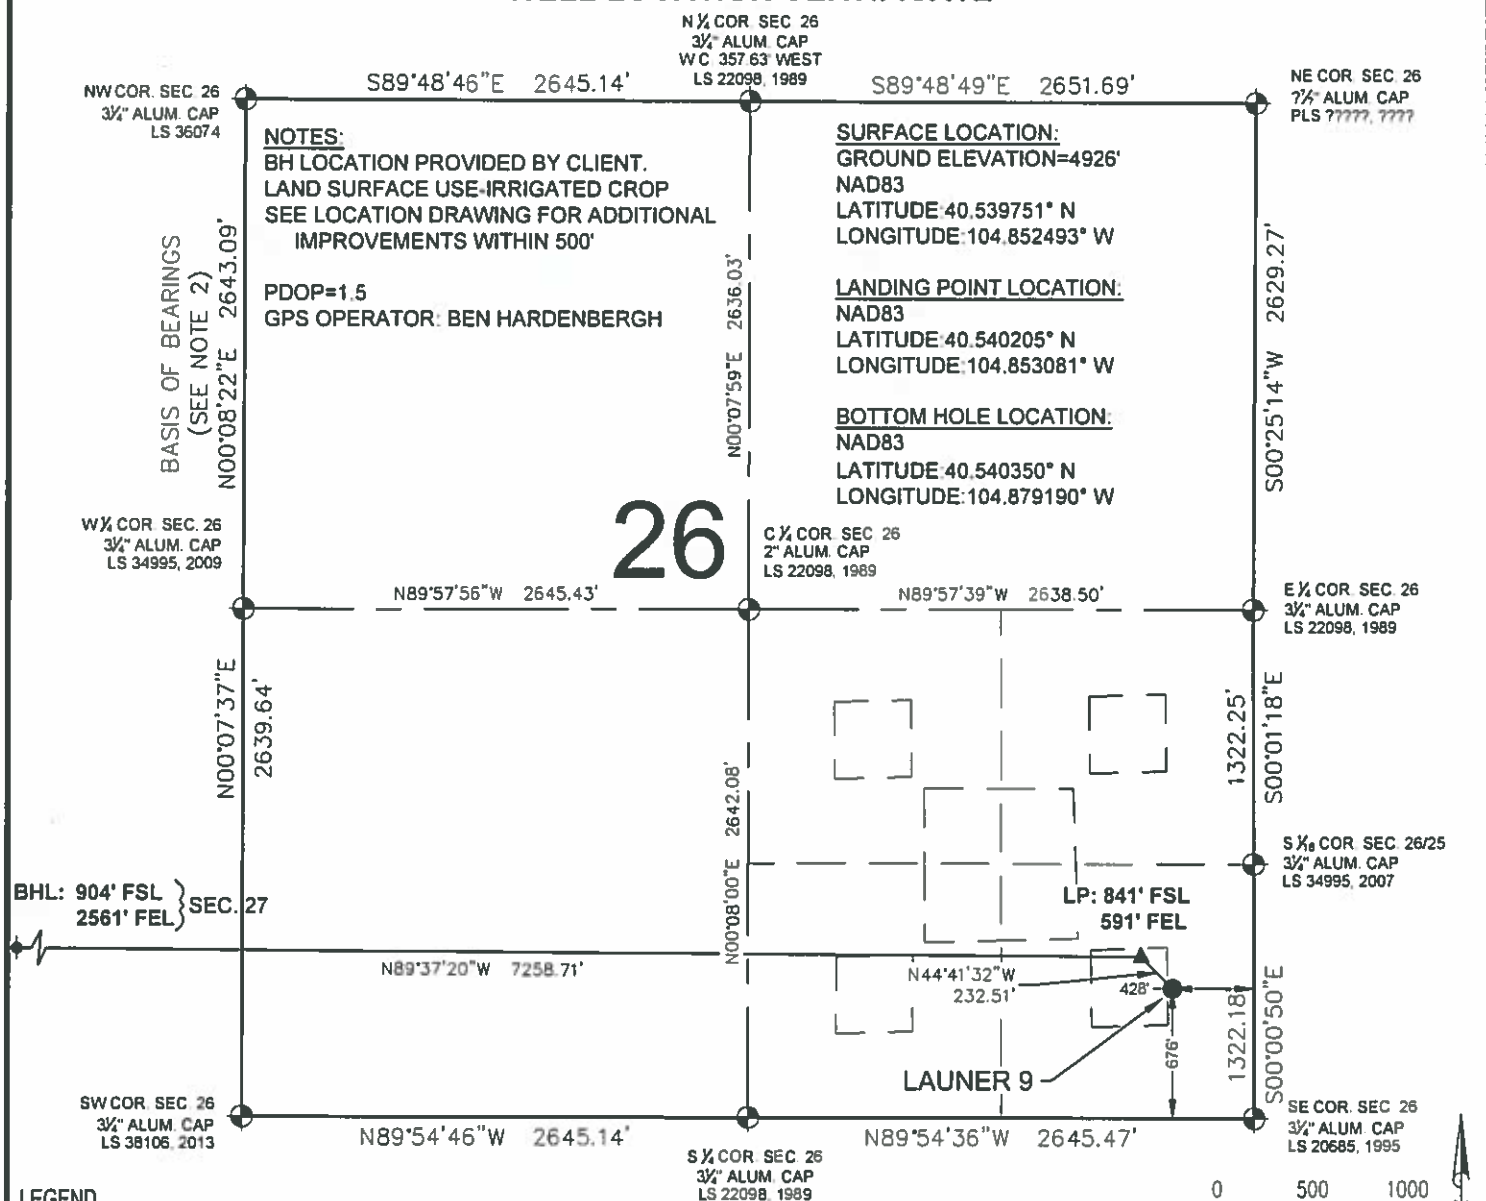 N ¼ COR. SEC. 26
3¼" ALUM. CAP
W.C. 357.63' WEST
LS 22098, 1989
S89°48'46"E 2645.14'
S89°48'49"E 2651.69'
NW COR. SEC. 26
3¼" ALUM. CAP
LS 36074
NE COR. SEC. 26
ALUM. CAP
PLS ?????, ????
NOTES:
BH LOCATION PROVIDED BY CLIENT.
LAND SURFACE USE-IRRIGATED CROP
SEE LOCATION DRAWING FOR ADDITIONAL
IMPROVEMENTS WITHIN 500'
PDOP=1.5
GPS OPERATOR: BEN HARDENBERGH
SURFACE LOCATION:
GROUND ELEVATION=4926'
NAD83
LATITUDE:40.539751° N
LONGITUDE:104.852493° W
LANDING POINT LOCATION:
NAD83
LATITUDE:40.540205° N
LONGITUDE:104.853081° W
BOTTOM HOLE LOCATION:
NAD83
LATITUDE:40.540350° N
LONGITUDE:104.879190° W
BASIS OF BEARINGS
(SEE NOTE 2)
N00°08'22"E 2643.09'
N00°07'59"E 2636.03'
S00°25'14"W 2629.27'
W ¼ COR. SEC. 26
3¼" ALUM. CAP
LS 34995, 2009
26
C ¼ COR. SEC. 26
2" ALUM. CAP
LS 22098, 1989
N89°57'56"W 2645.43'
N89°57'39"W 2638.50'
E ¼ COR. SEC. 26
3¼" ALUM. CAP
LS 22098, 1989
N00°07'37"E
2639.64'
N00°08'00"E 2642.08'
1322.25'
S00°01'18"E
S 1/16 COR. SEC. 26/25
3¼" ALUM. CAP
LS 34995, 2007
BHL: 904' FSL
2561' FEL
SEC. 27
LP: 841' FSL
591' FEL
N89°37'20"W 7258.71'
N44°41'32"W
232.51'
428'
676'
1322.18'
S00°00'50"E
LAUNER 9
SW COR. SEC. 26
3¼" ALUM. CAP
LS 38106, 2013
N89°54'46"W 2645.14'
N89°54'36"W 2645.47'
SE COR. SEC. 26
3¼" ALUM. CAP
LS 20685, 1995
S ¼ COR. SEC. 26
3¼" ALUM. CAP
LS 22098, 1989
LEGEND
0 500 1000